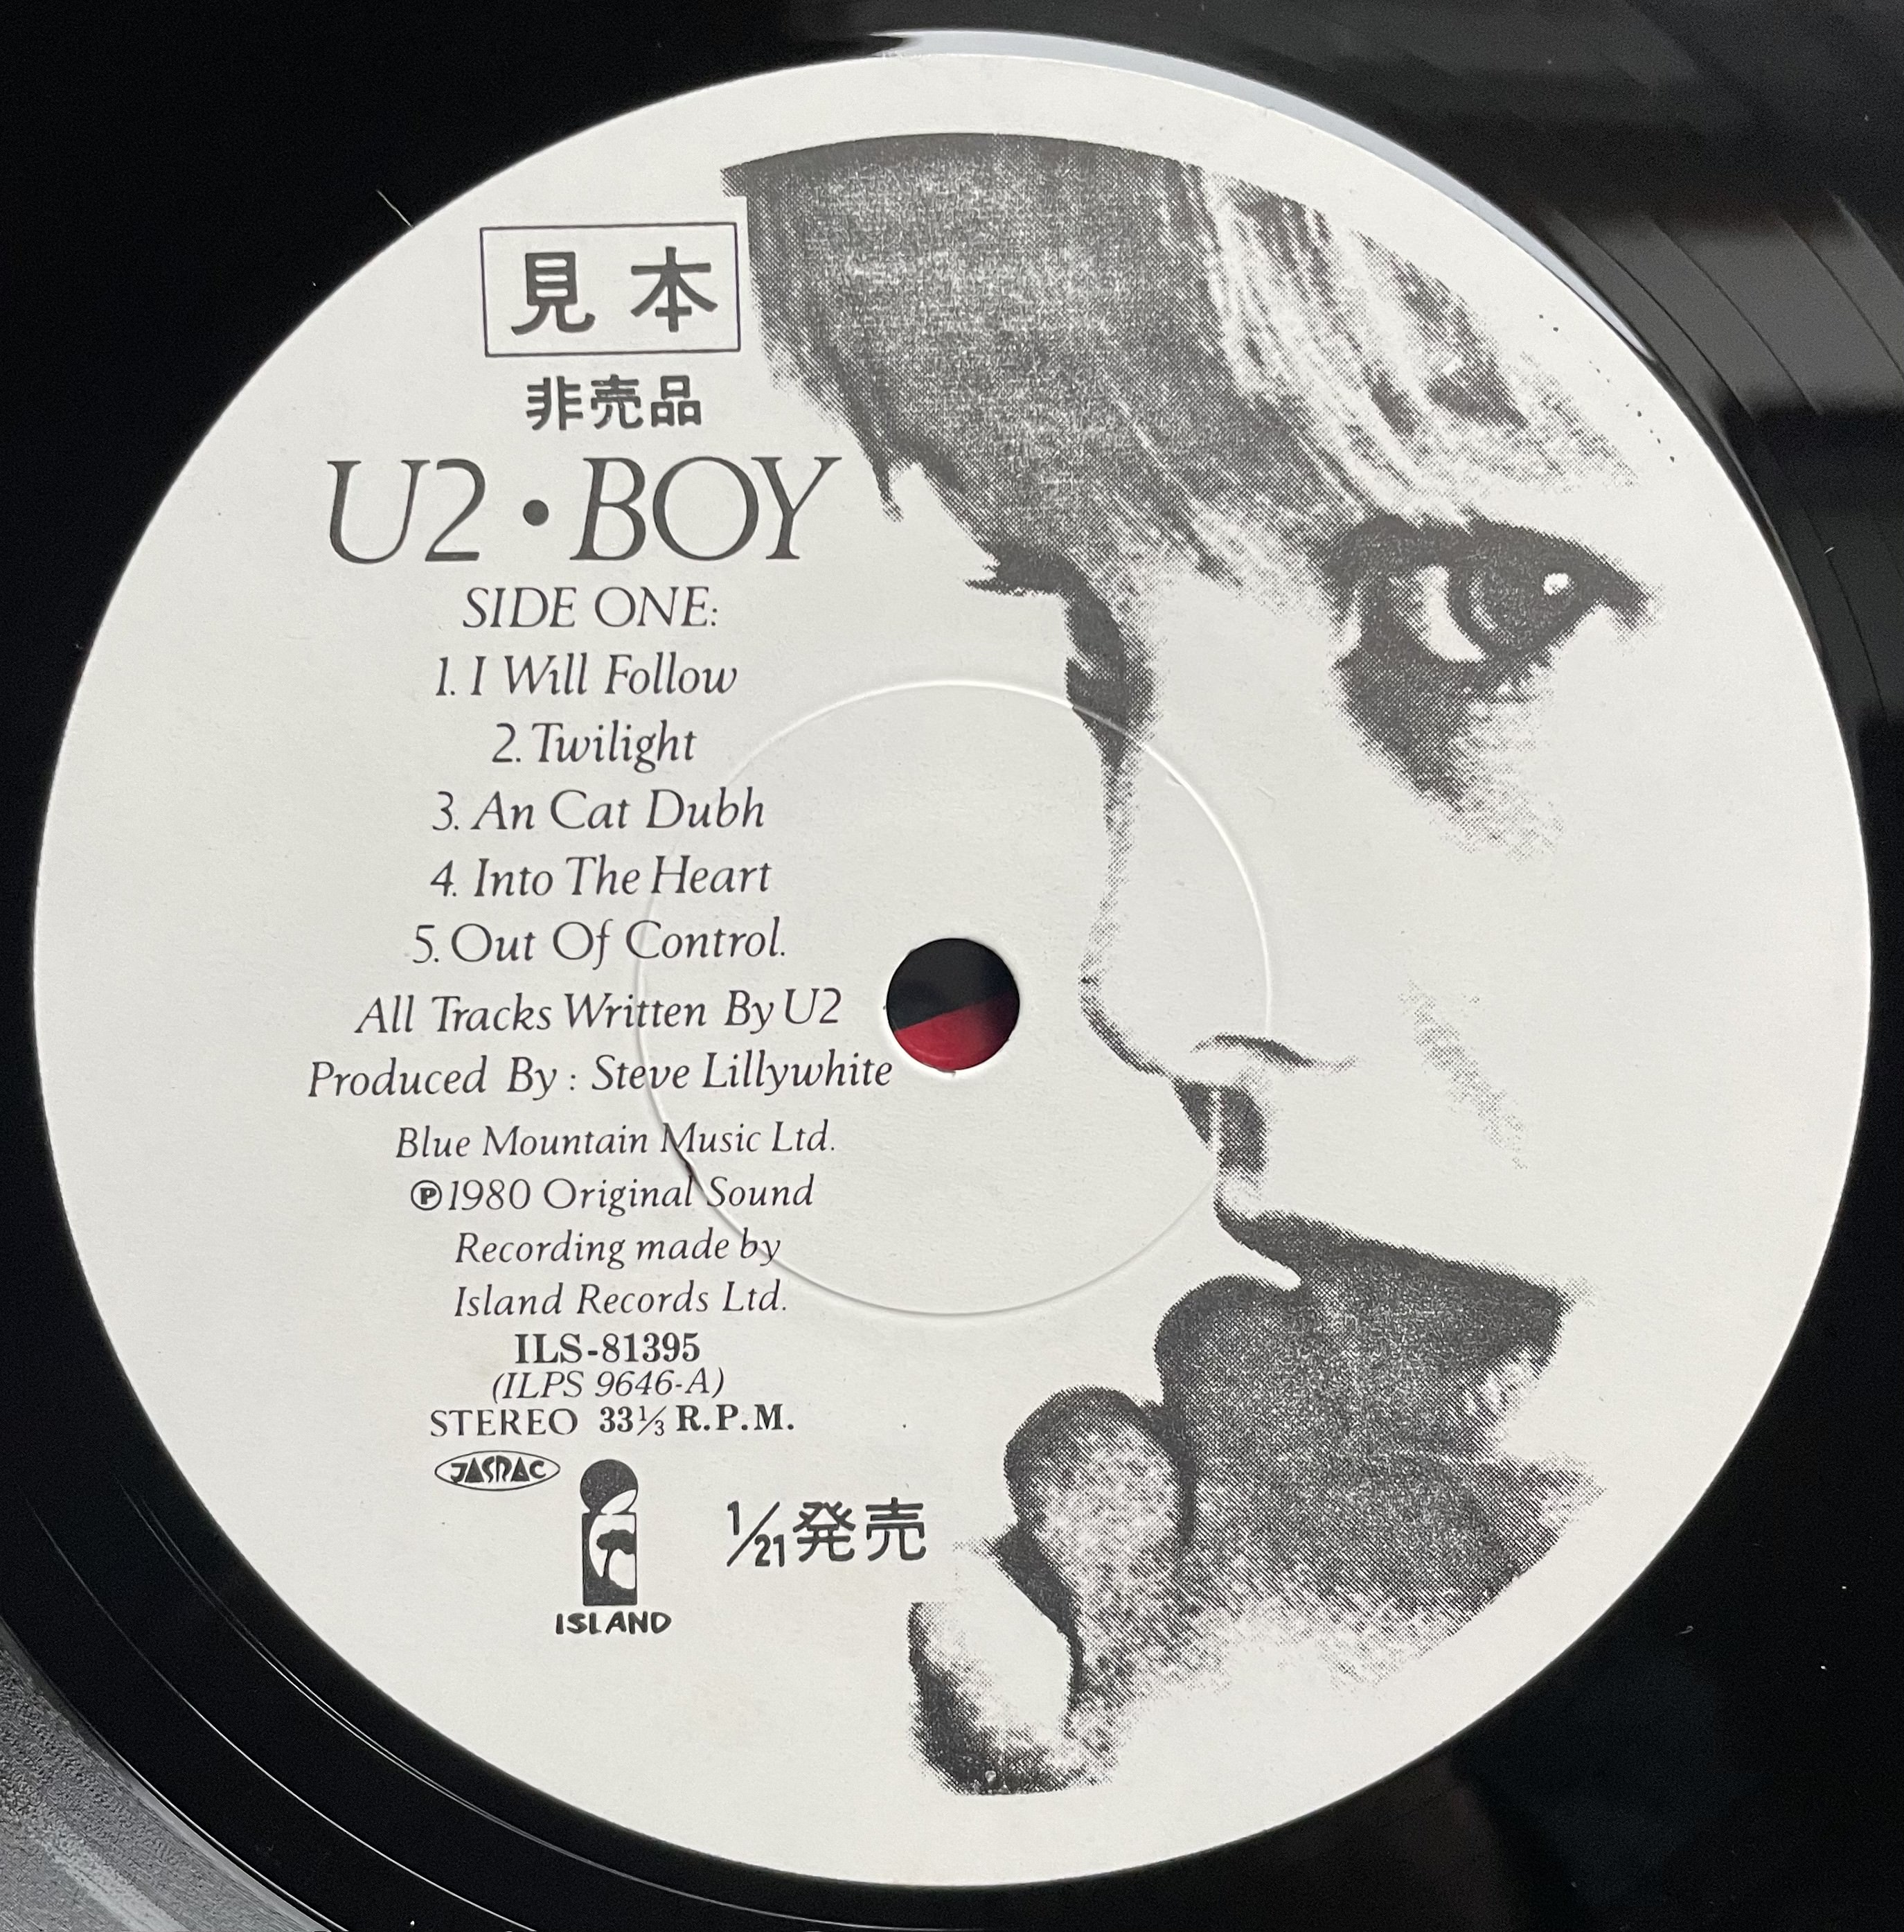 見本
非売品
U2・BOY
SIDE ONE:
1. I Will Follow
2. Twilight
3. An Cat Dubh
4. Into The Heart
5. Out Of Control.
All Tracks Written By U2
Produced By : Steve Lillywhite
Blue Mountain Music Ltd.
℗1980 Original Sound
Recording made by
Island Records Ltd.
ILS-81395
(ILPS 9646-A)
STEREO 33⅓ R.P.M.
JASRAC
1/21発売
ISLAND